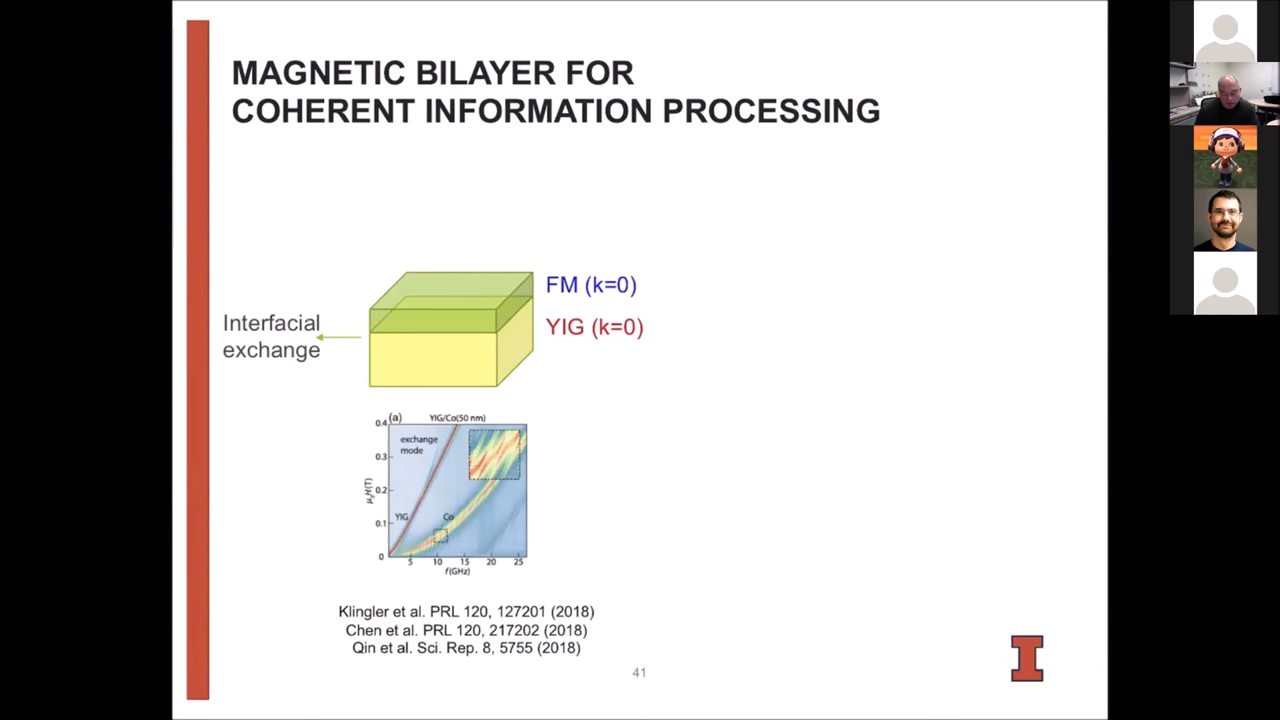 MAGNETIC BILAYER FOR
COHERENT INFORMATION PROCESSING
FM (k=0)
YIG (k=0)
Interfacial
exchange
(a) YIG/Co(50 nm)
exchange
mode
YIG
Co
0.4
0.3
0.2
0.1
0
μ₀H(T)
5 10 15 20 25
f(GHz)
Klingler et al. PRL 120, 127201 (2018)
Chen et al. PRL 120, 217202 (2018)
Qin et al. Sci. Rep. 8, 5755 (2018)
41
I